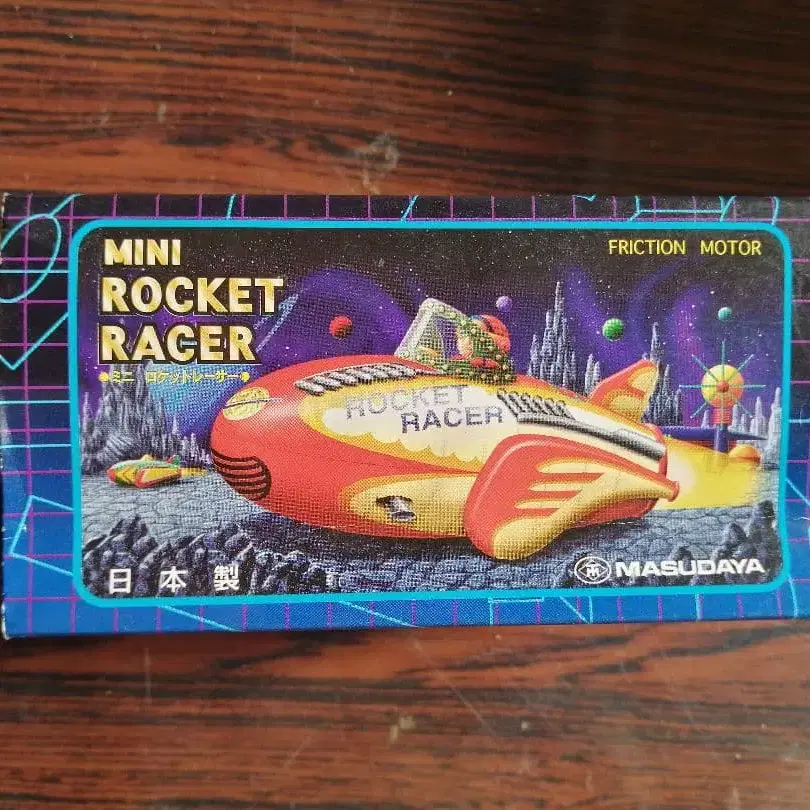 MINI
ROCKET
RACER
•ミニ ロケットレーサー•
FRICTION MOTOR
ROCKET
RACER
日本製
MASUDAYA